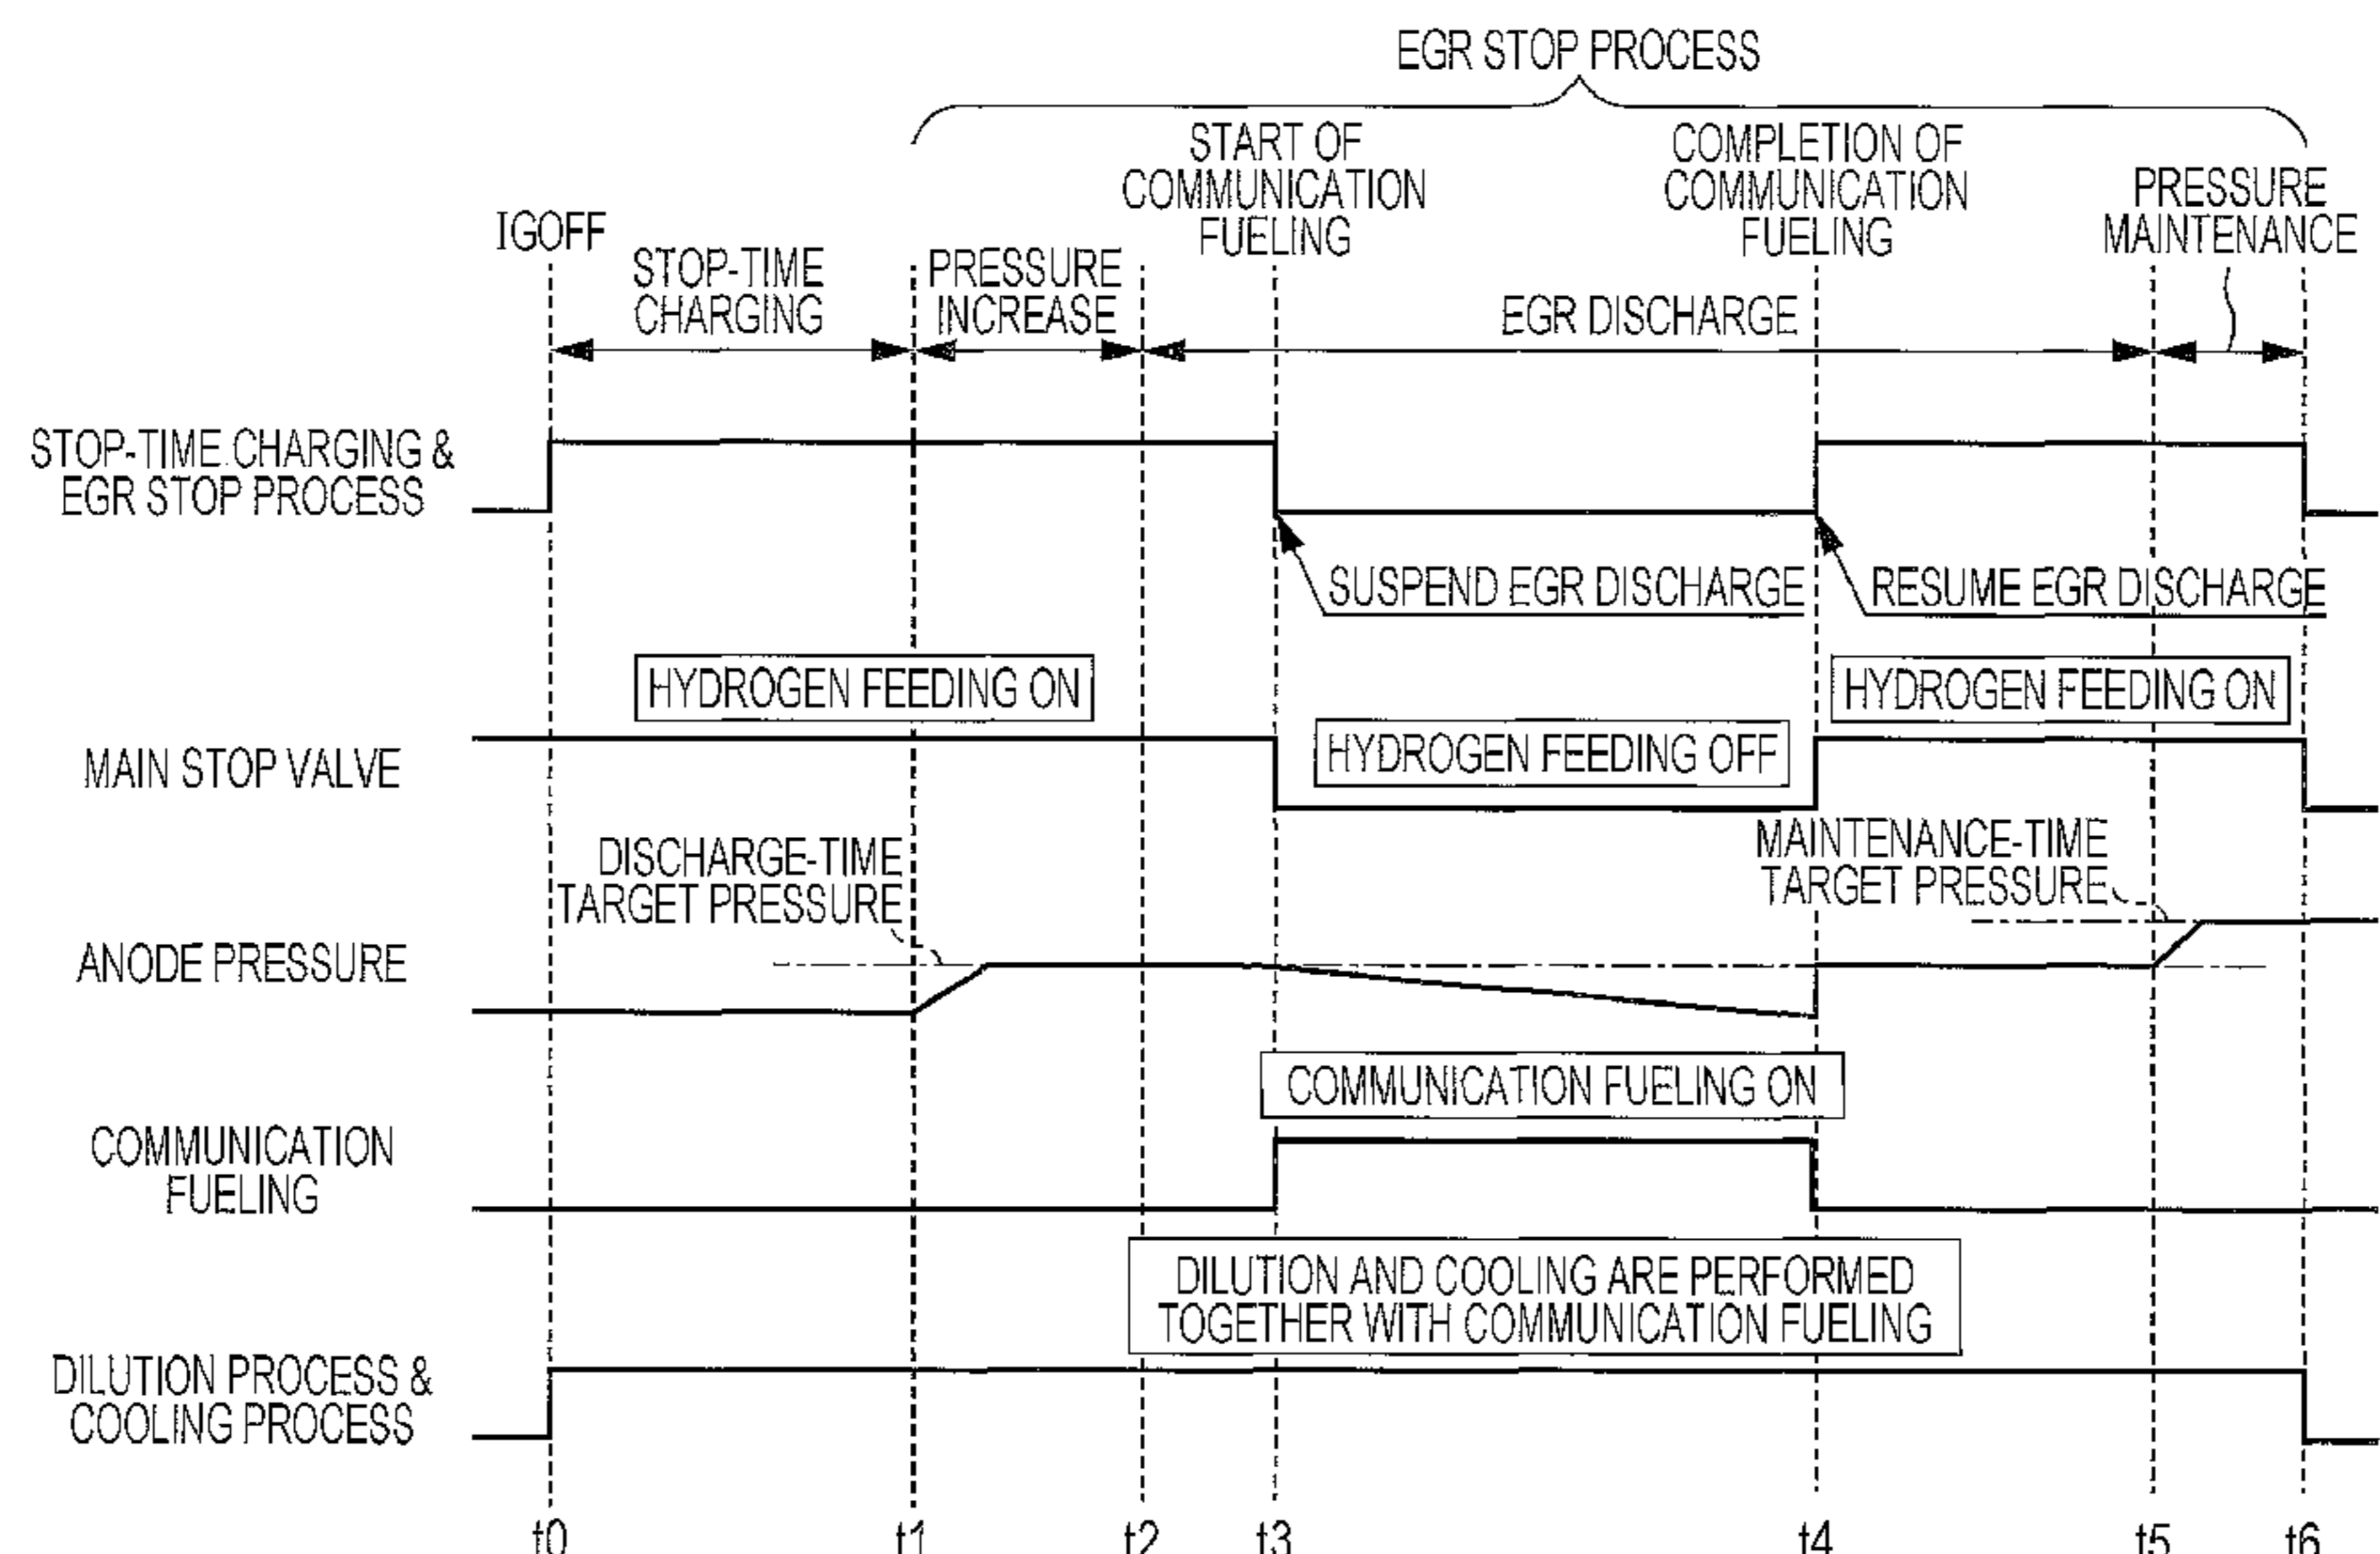 EGR STOP PROCESS
START OF
COMMUNICATION
FUELING
COMPLETION OF
COMMUNICATION
FUELING
PRESSURE
MAINTENANCE
IGOFF
STOP-TIME
CHARGING
PRESSURE
INCREASE
EGR DISCHARGE
STOP-TIME CHARGING &
EGR STOP PROCESS
SUSPEND EGR DISCHARGE
RESUME EGR DISCHARGE
HYDROGEN FEEDING ON
HYDROGEN FEEDING ON
MAIN STOP VALVE
HYDROGEN FEEDING OFF
DISCHARGE-TIME
TARGET PRESSURE
MAINTENANCE-TIME
TARGET PRESSURE
ANODE PRESSURE
COMMUNICATION FUELING ON
COMMUNICATION
FUELING
DILUTION AND COOLING ARE PERFORMED
TOGETHER WITH COMMUNICATION FUELING
DILUTION PROCESS &
COOLING PROCESS
t0 t1 t2 t3 t4 t5 t6